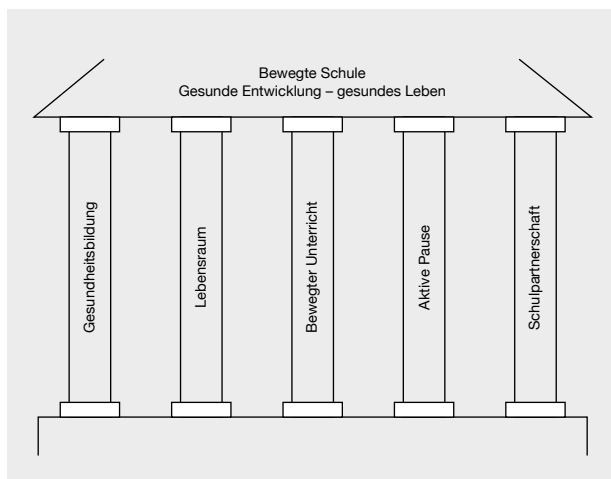 Bewegte Schule
Gesunde Entwicklung – gesundes Leben
Gesundheitsbildung
Lebensraum
Bewegter Unterricht
Aktive Pause
Schulpartnerschaft